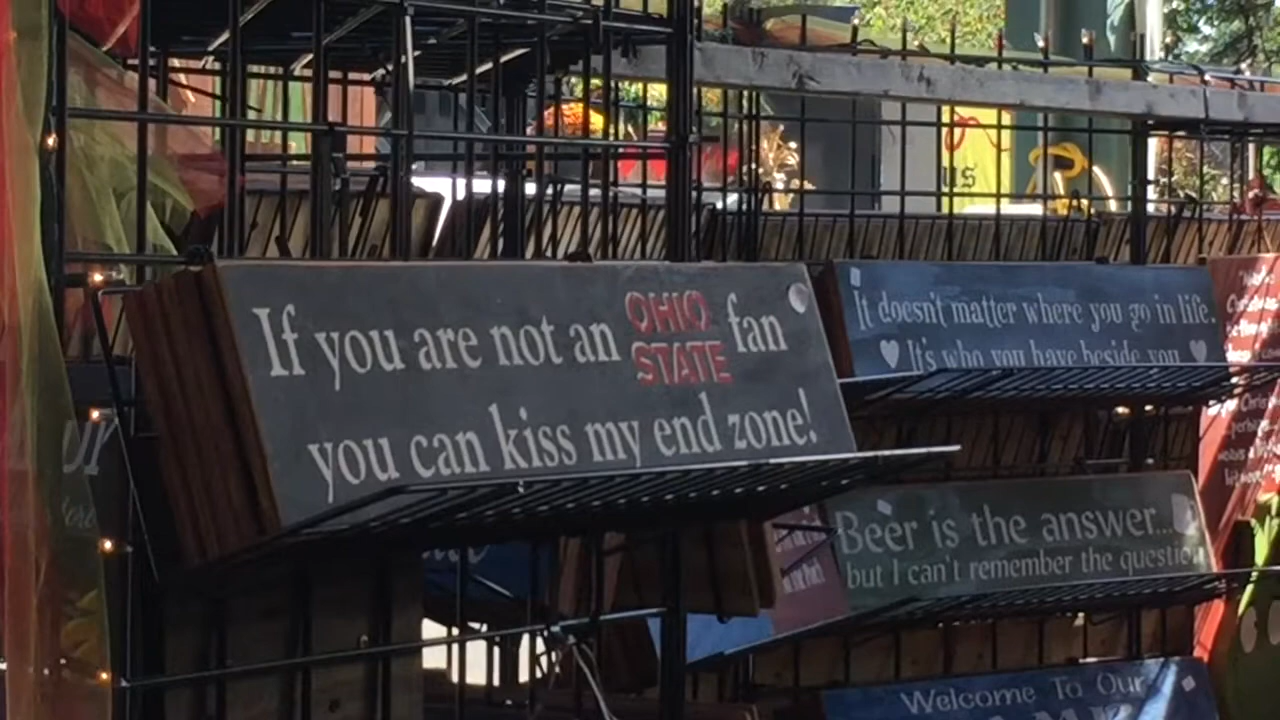 If you are not an OHIO STATE fan
you can kiss my end zone!
It doesn't matter where you go in life.
It's who you have beside you
Beer is the answer...
but I can't remember the question
Welcome To Our
us